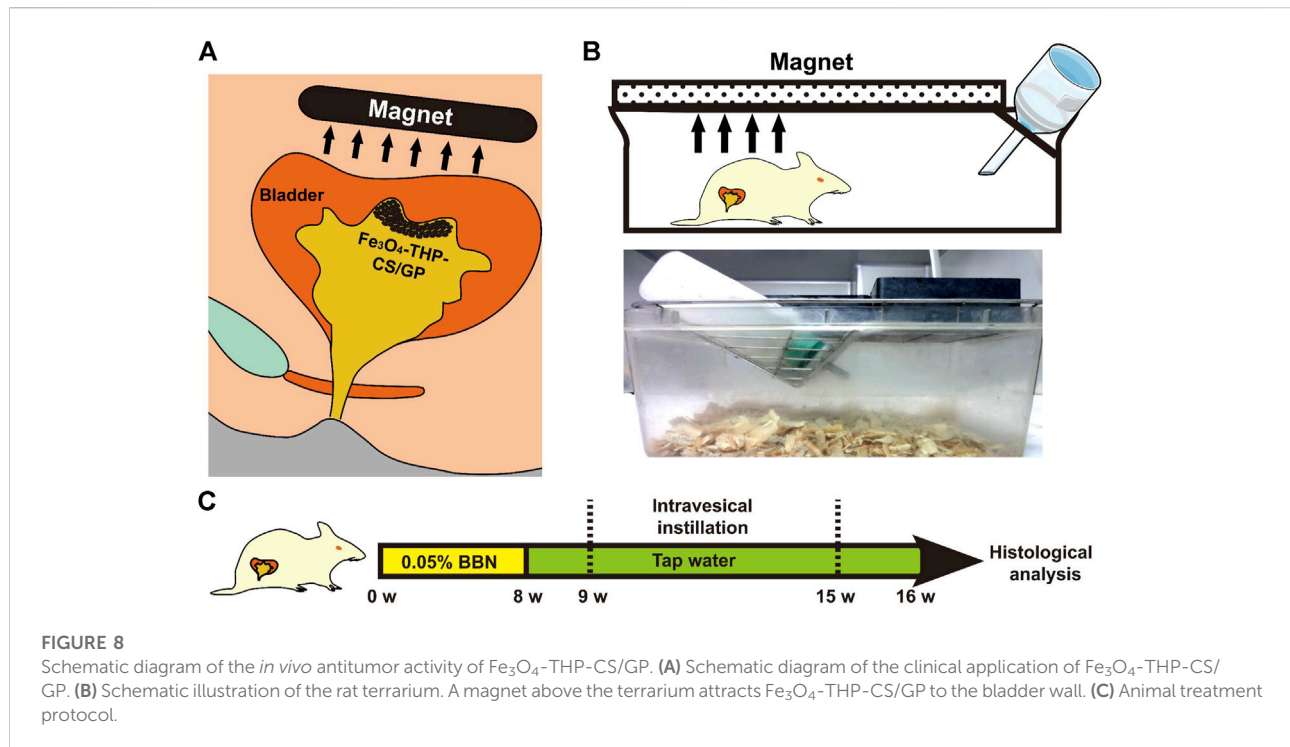 A
Magnet
Bladder
Fe₃O₄-THP-
CS/GP
B
Magnet
C
Intravesical
instillation
0.05% BBN
Tap water
Histological
analysis
0 w
8 w
9 w
15 w
16 w
FIGURE 8
Schematic diagram of the in vivo antitumor activity of Fe₃O₄-THP-CS/GP. (A) Schematic diagram of the clinical application of Fe₃O₄-THP-CS/
GP. (B) Schematic illustration of the rat terrarium. A magnet above the terrarium attracts Fe₃O₄-THP-CS/GP to the bladder wall. (C) Animal treatment
protocol.